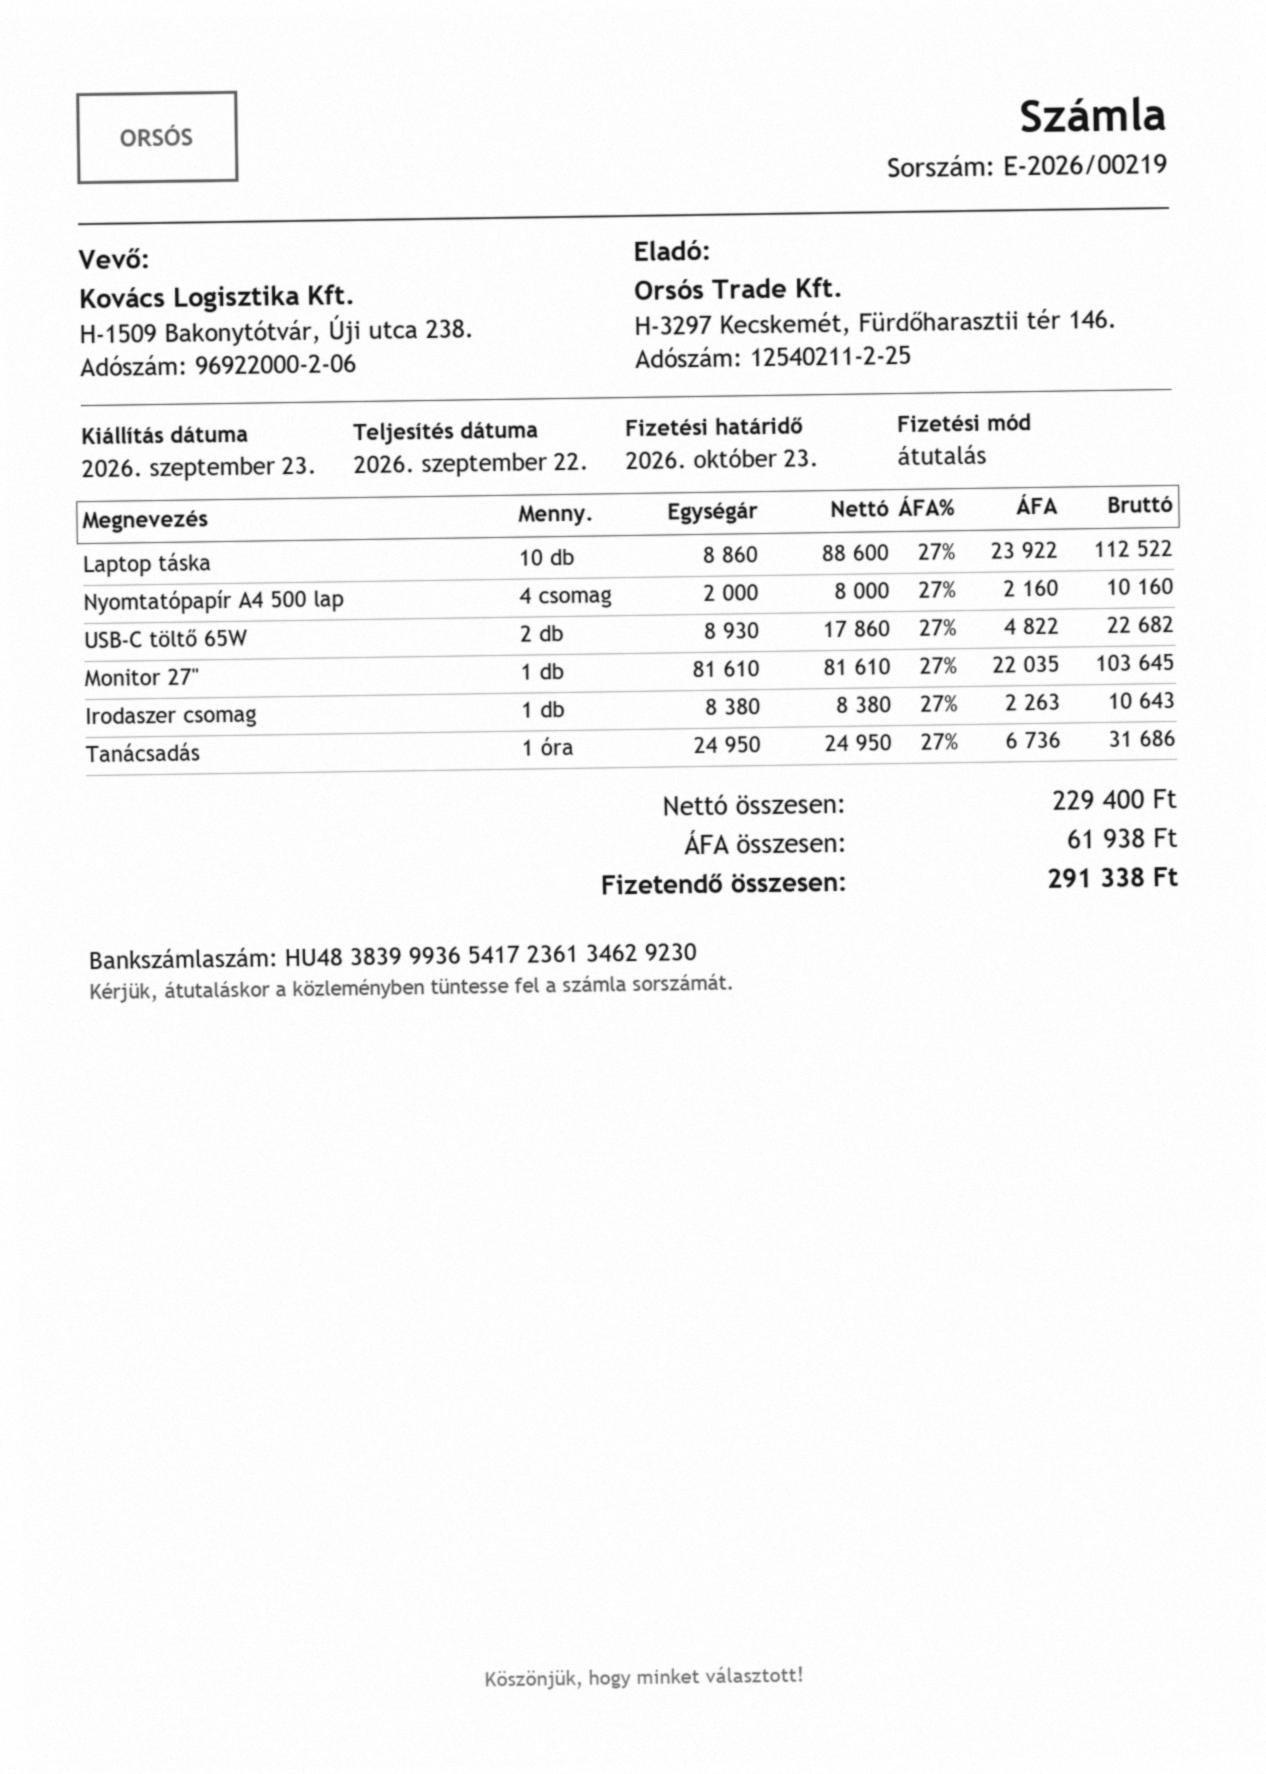 ORSÓS
Számla
Sorszám: E-2026/00219
Vevő:
Kovács Logisztika Kft.
H-1509 Bakonytótvár, Úji utca 238.
Adószám: 96922000-2-06
Eladó:
Orsós Trade Kft.
H-3297 Kecskemét, Fürdőharasztii tér 146.
Adószám: 12540211-2-25
Kiállítás dátuma
2026. szeptember 23.
Teljesítés dátuma
2026. szeptember 22.
Fizetési határidő
2026. október 23.
Fizetési mód
átutalás
Megnevezés Menny. Egységár Nettó ÁFA% ÁFA Bruttó
Laptop táska 10 db 8 860 88 600 27% 23 922 112 522
Nyomtatópapír A4 500 lap 4 csomag 2 000 8 000 27% 2 160 10 160
USB-C töltő 65W 2 db 8 930 17 860 27% 4 822 22 682
Monitor 27" 1 db 81 610 81 610 27% 22 035 103 645
Irodaszer csomag 1 db 8 380 8 380 27% 2 263 10 643
Tanácsadás 1 óra 24 950 24 950 27% 6 736 31 686
Nettó összesen: 229 400 Ft
ÁFA összesen: 61 938 Ft
Fizetendő összesen: 291 338 Ft
Bankszámlaszám: HU48 3839 9936 5417 2361 3462 9230
Kérjük, átutaláskor a közleményben tüntesse fel a számla sorszámát.
Köszönjük, hogy minket választott!